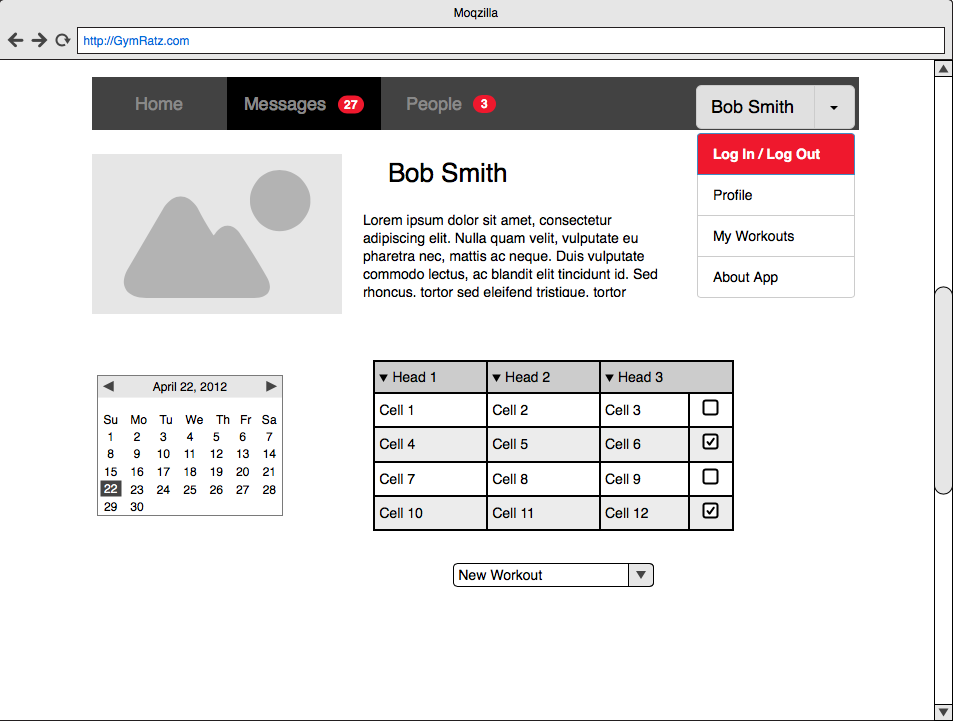 Moqzilla
http://GymRatz.com
Home Messages 27 People 3 Bob Smith
Log In / Log Out
Profile
My Workouts
About App
Bob Smith
Lorem ipsum dolor sit amet, consectetur
adipiscing elit. Nulla quam velit, vulputate eu
pharetra nec, mattis ac neque. Duis vulputate
commodo lectus, ac blandit elit tincidunt id. Sed
rhoncus, tortor sed eleifend tristique, tortor
April 22, 2012
Su Mo Tu We Th Fr Sa
1 2 3 4 5 6 7
8 9 10 11 12 13 14
15 16 17 18 19 20 21
22 23 24 25 26 27 28
29 30
Head 1 Head 2 Head 3
Cell 1 Cell 2 Cell 3
Cell 4 Cell 5 Cell 6
Cell 7 Cell 8 Cell 9
Cell 10 Cell 11 Cell 12
New Workout